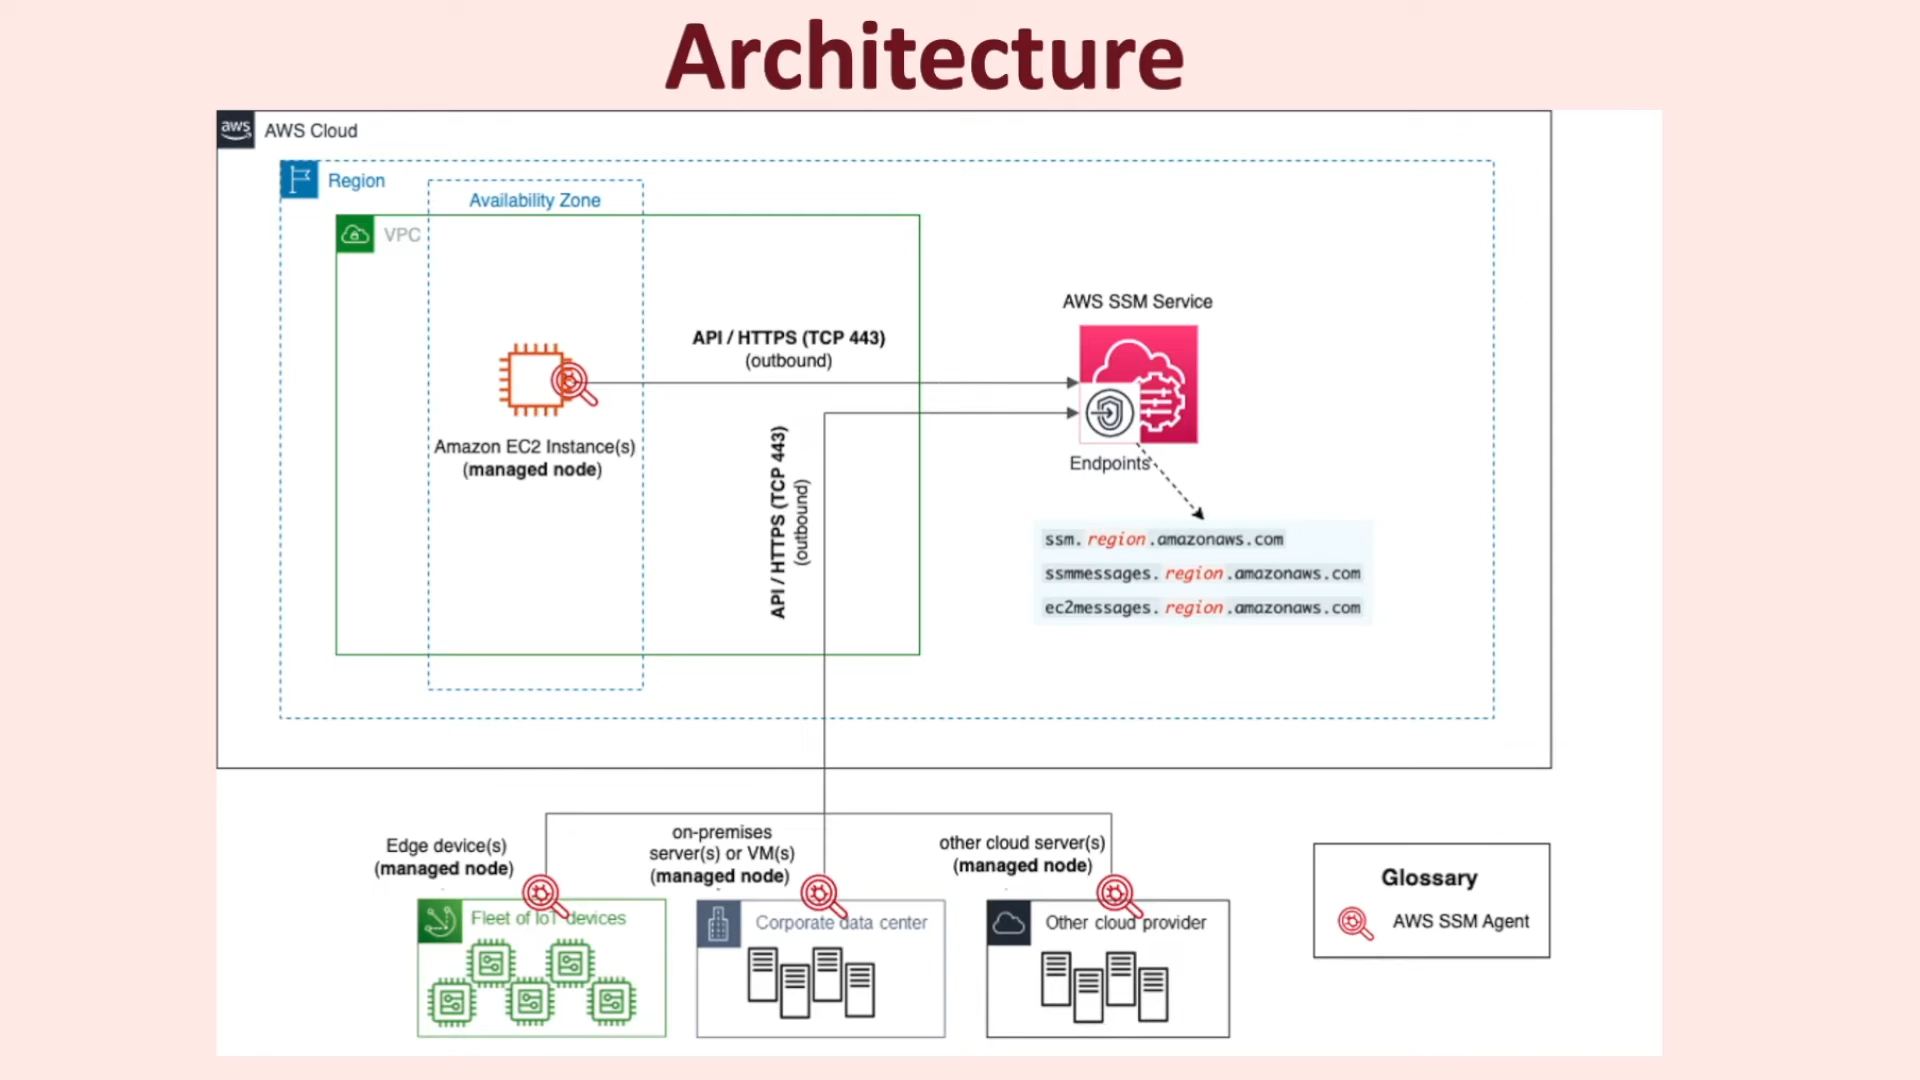 Architecture
aws
AWS Cloud
Region
Availability Zone
VPC
AWS SSM Service
API / HTTPS (TCP 443)
(outbound)
Amazon EC2 Instance(s)
(managed node)
API / HTTPS (TCP 443)
(outbound)
Endpoints
ssm.region.amazonaws.com
ssmmessages.region.amazonaws.com
ec2messages.region.amazonaws.com
Edge device(s)
(managed node)
on-premises
server(s) or VM(s)
(managed node)
other cloud server(s)
(managed node)
Fleet of IoT devices
Corporate data center
Other cloud provider
Glossary
AWS SSM Agent